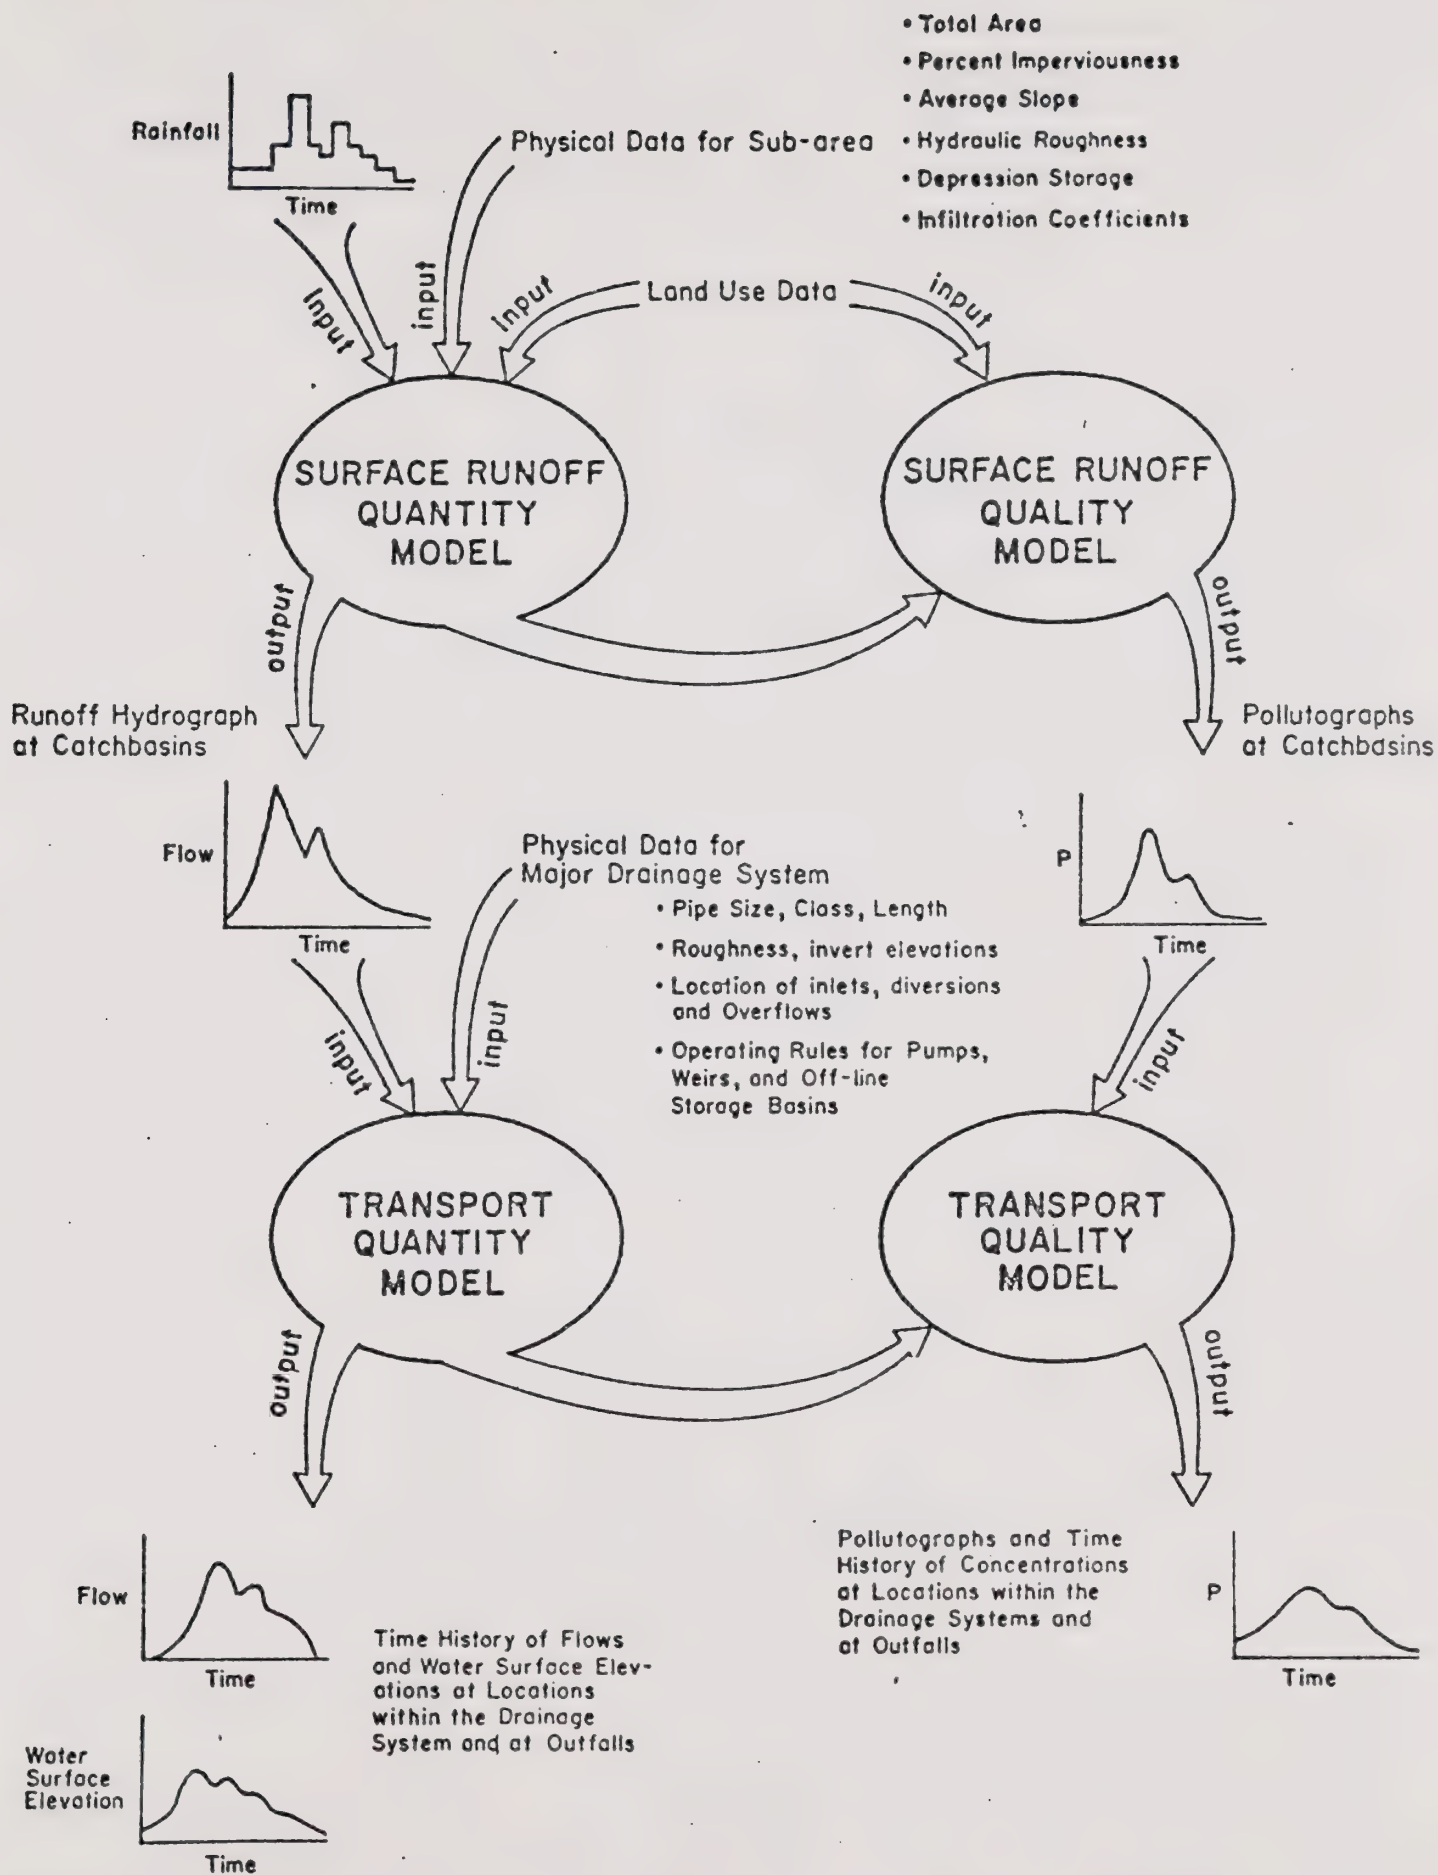 • Total Area
• Percent Imperviousness
• Average Slope
• Hydraulic Roughness
• Depression Storage
• Infiltration Coefficients
Rainfall
Time
Physical Data for Sub-area
Input
input
input
Land Use Data
input
SURFACE RUNOFF
QUANTITY
MODEL
SURFACE RUNOFF
QUALITY
MODEL
output
output
Runoff Hydrograph
at Catchbasins
Pollutographs
at Catchbasins
Flow
Time
Physical Data for
Major Drainage System
• Pipe Size, Class, Length
• Roughness, invert elevations
• Location of inlets, diversions
and Overflows
• Operating Rules for Pumps,
Weirs, and Off-line
Storage Basins
P
Time
input
input
input
TRANSPORT
QUANTITY
MODEL
TRANSPORT
QUALITY
MODEL
output
output
Flow
Time
Time History of Flows
and Water Surface Elev-
ations at Locations
within the Drainage
System and at Outfalls
Pollutographs and Time
History of Concentrations
at Locations within the
Drainage Systems and
at Outfalls
P
Time
Water
Surface
Elevation
Time